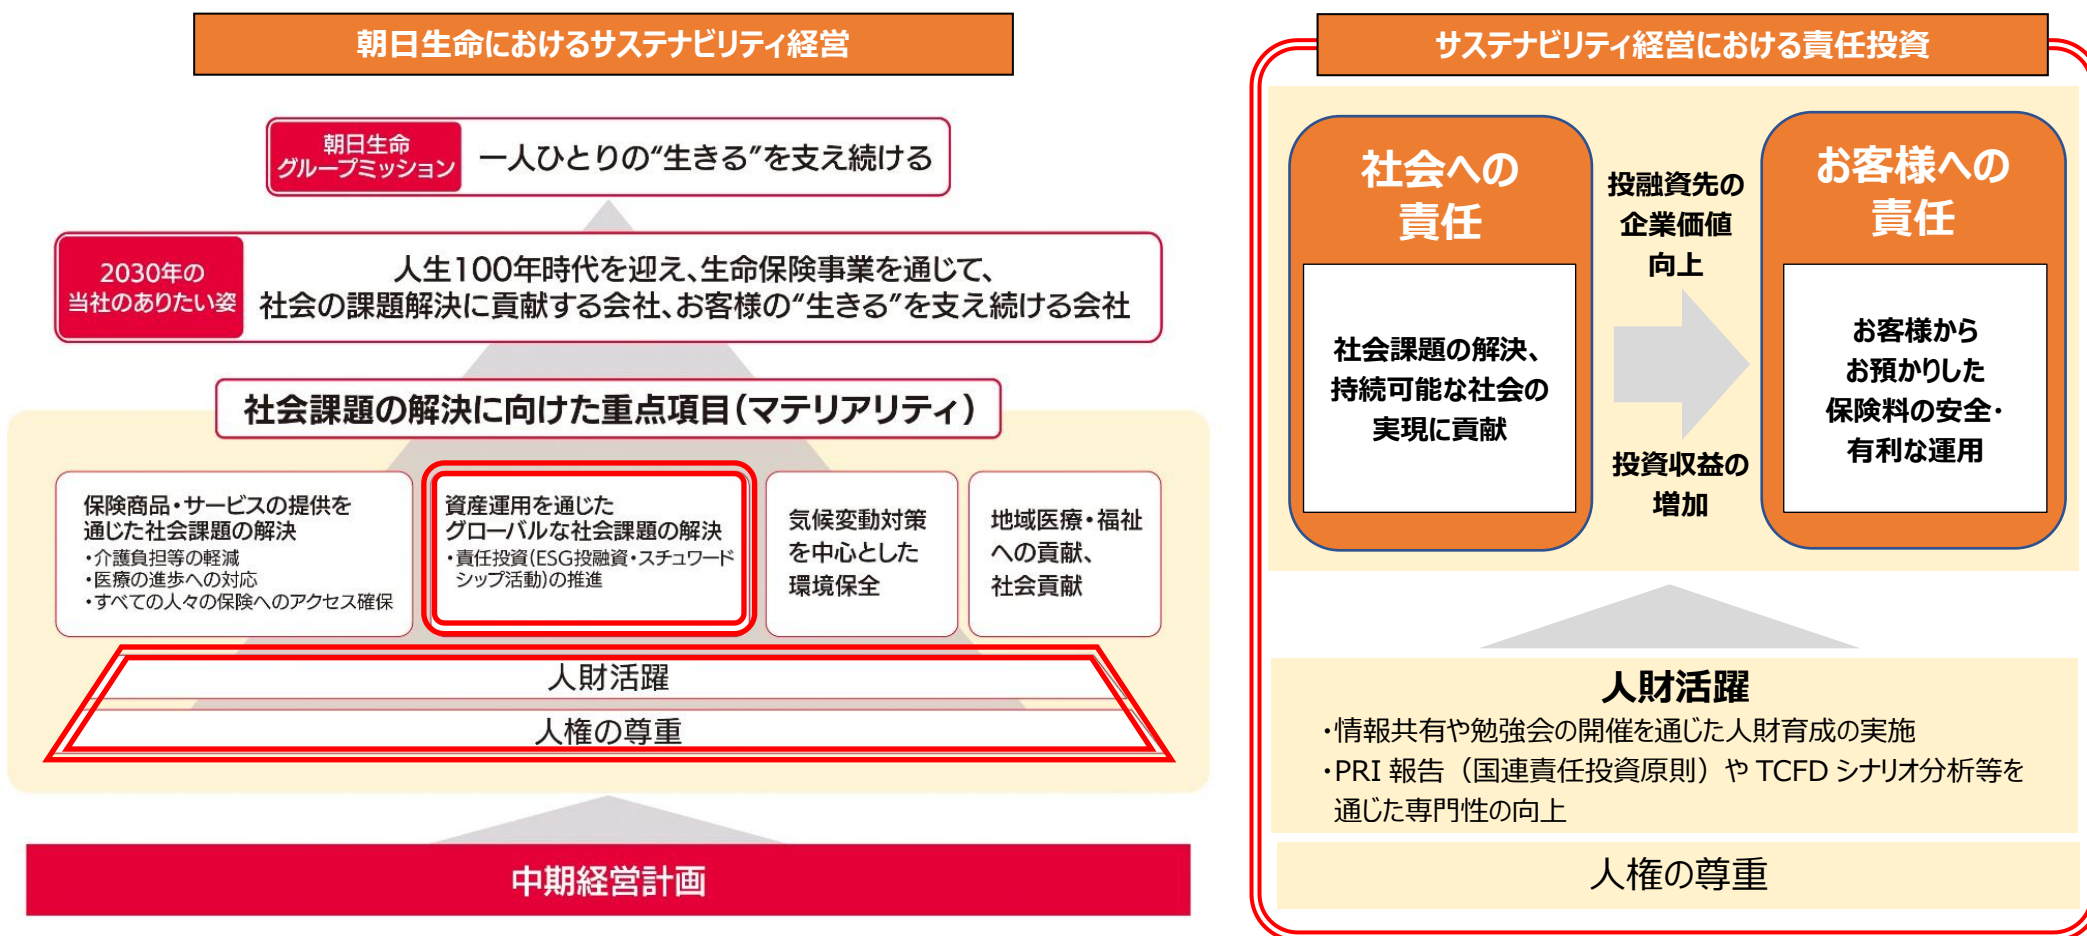 朝日生命におけるサステナビリティ経営
朝日生命
グループミッション
一人ひとりの“生きる”を支え続ける
2030年の
当社のありたい姿
人生100年時代を迎え、生命保険事業を通じて、
社会の課題解決に貢献する会社、お客様の“生きる”を支え続ける会社
社会課題の解決に向けた重点項目(マテリアリティ)
保険商品・サービスの提供を
通じた社会課題の解決
・介護負担等の軽減
・医療の進歩への対応
・すべての人々の保険へのアクセス確保
資産運用を通じた
グローバルな社会課題の解決
・責任投資(ESG投融資・スチュワード
シップ活動)の推進
気候変動対策
を中心とした
環境保全
地域医療・福祉
への貢献、
社会貢献
人財活躍
人権の尊重
中期経営計画
サステナビリティ経営における責任投資
社会への
責任
社会課題の解決、
持続可能な社会の
実現に貢献
投融資先の
企業価値
向上
投資収益の
増加
お客様への
責任
お客様から
お預かりした
保険料の安全・
有利な運用
人財活躍
・情報共有や勉強会の開催を通じた人財育成の実施
・PRI 報告（国連責任投資原則）や TCFD シナリオ分析等を
通じた専門性の向上
人権の尊重